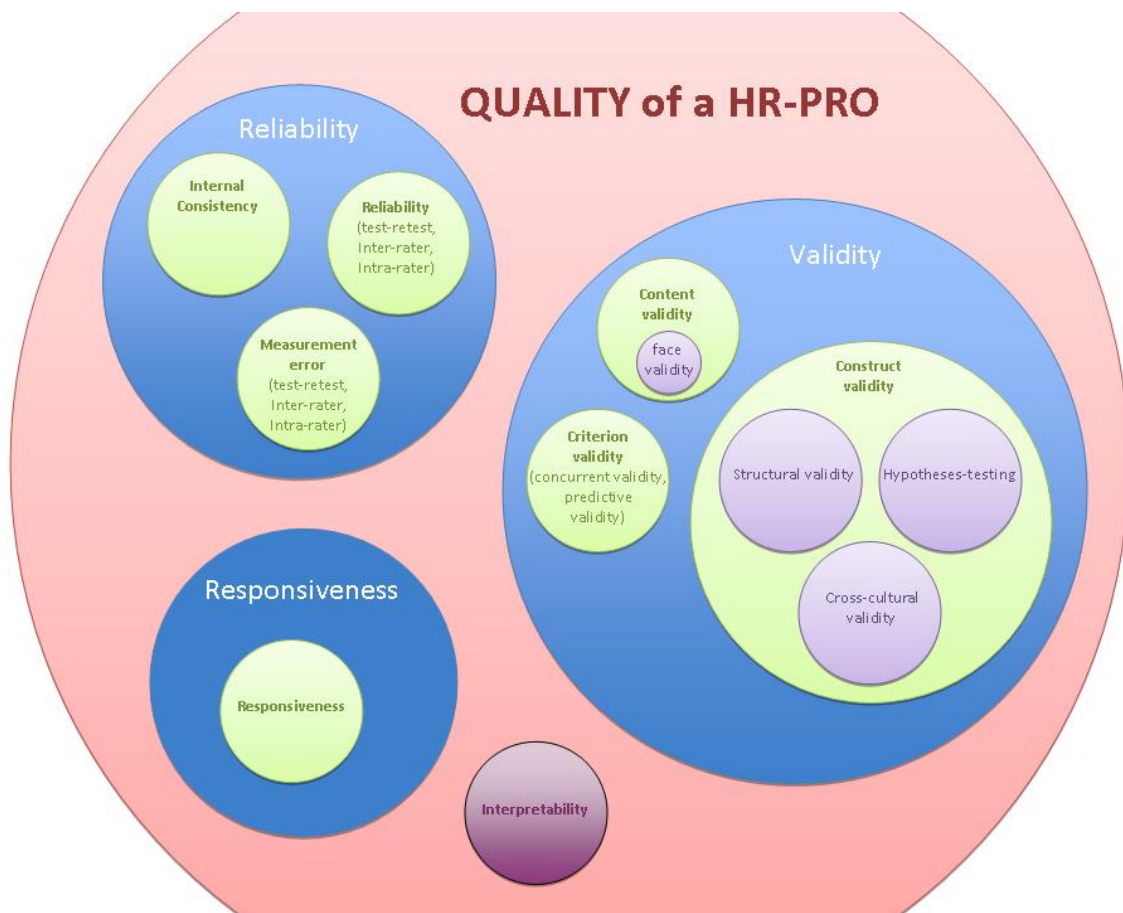 QUALITY of a HR-PRO
Reliability
Internal
Consistency
Reliability
(test-retest,
Inter-rater,
Intra-rater)
Measurement
error
(test-retest,
Inter-rater,
Intra-rater)
Validity
Content
validity
face
validity
Criterion
validity
(concurrent validity,
predictive
validity)
Construct
validity
Structural validity
Hypotheses-testing
Cross-cultural
validity
Responsiveness
Responsiveness
Interpretability